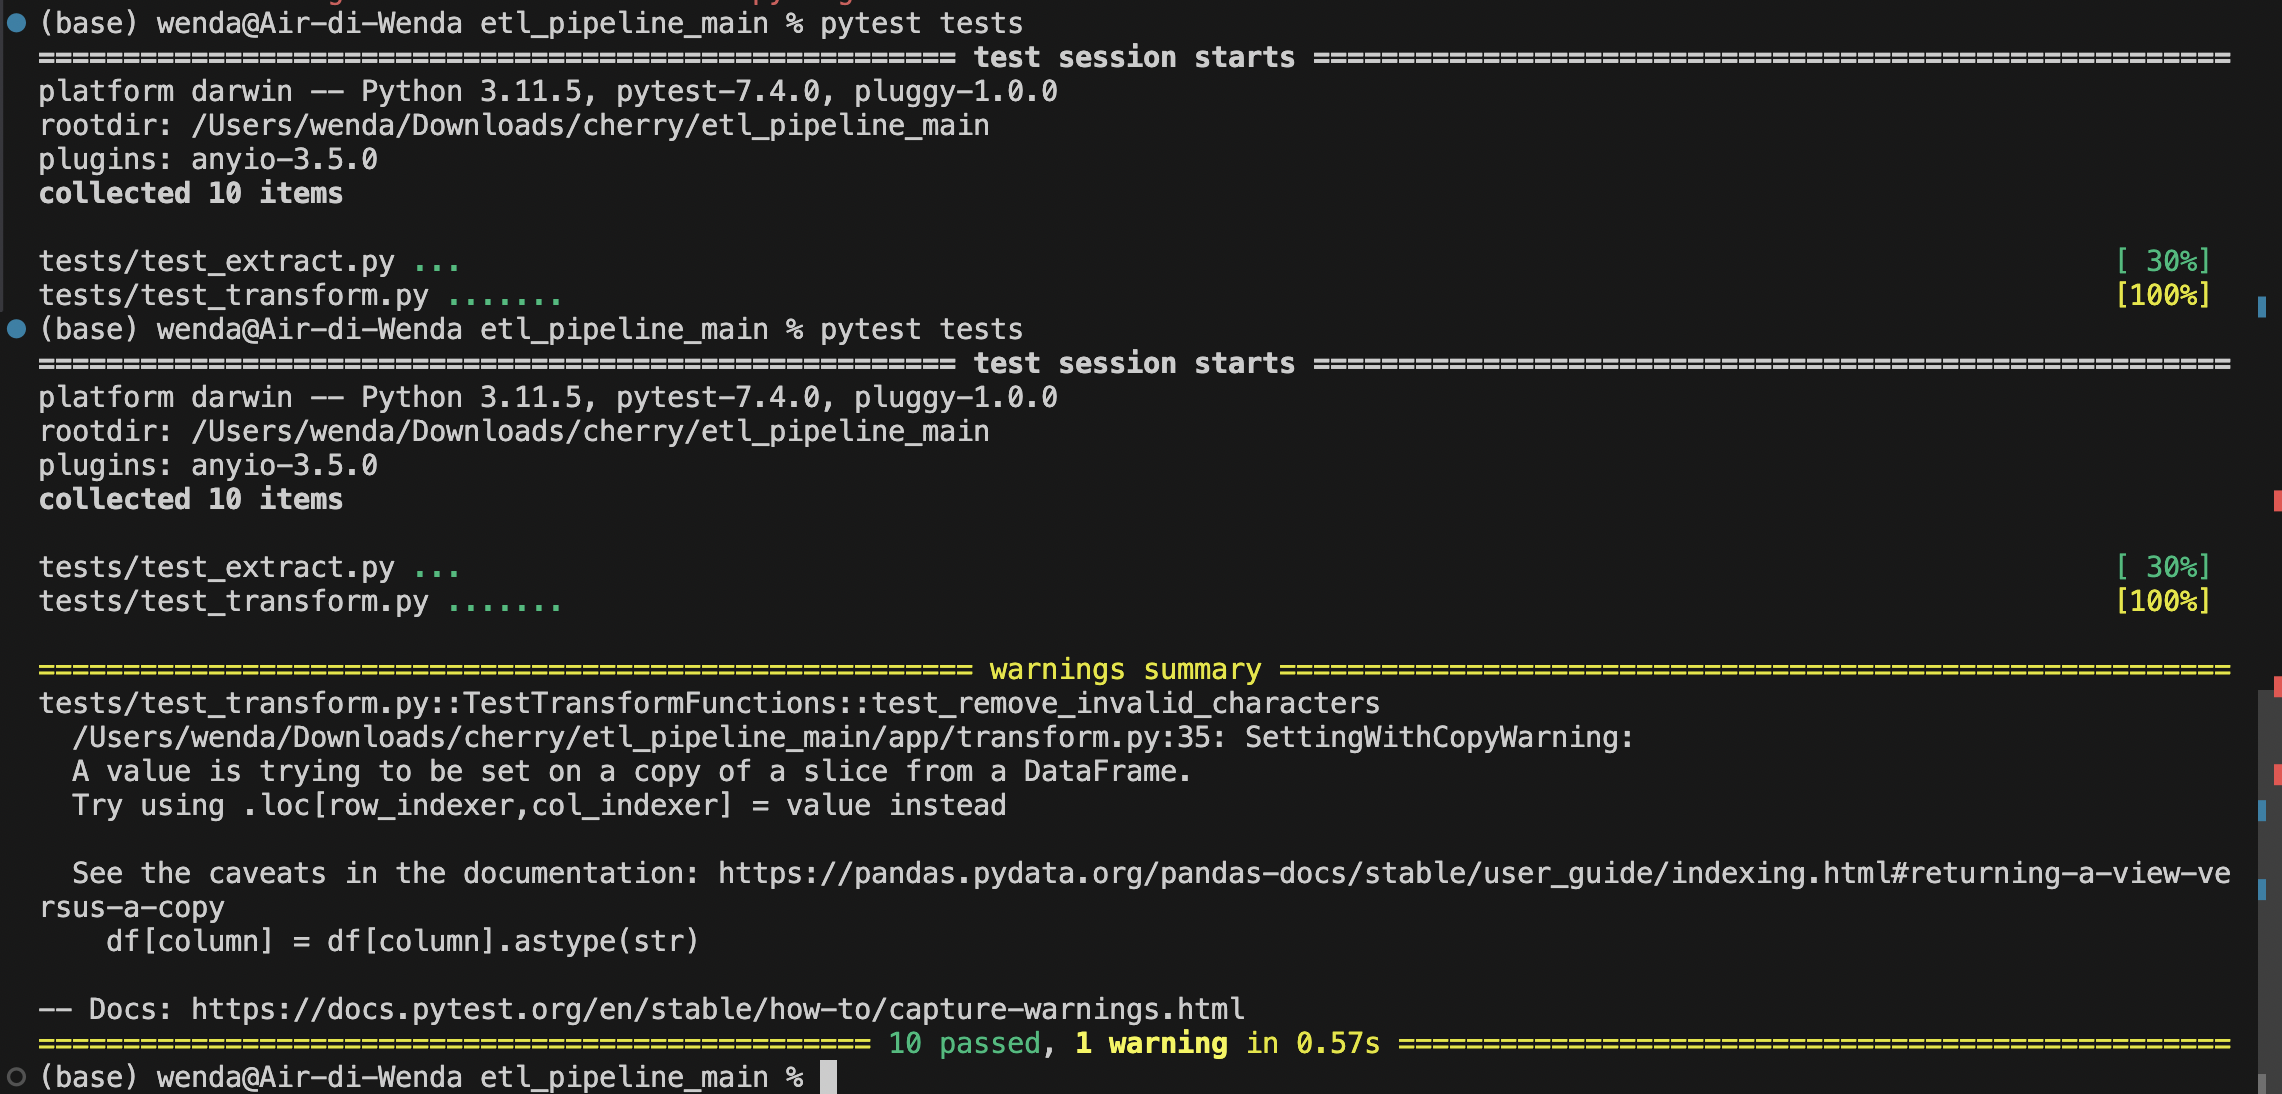 (base) wenda@Air-di-Wenda etl_pipeline_main % pytest tests
====================================================== test session starts ======================================================
platform darwin -- Python 3.11.5, pytest-7.4.0, pluggy-1.0.0
rootdir: /Users/wenda/Downloads/cherry/etl_pipeline_main
plugins: anyio-3.5.0
collected 10 items
tests/test_extract.py ... [ 30%]
tests/test_transform.py ....... [100%]
(base) wenda@Air-di-Wenda etl_pipeline_main % pytest tests
====================================================== test session starts ======================================================
platform darwin -- Python 3.11.5, pytest-7.4.0, pluggy-1.0.0
rootdir: /Users/wenda/Downloads/cherry/etl_pipeline_main
plugins: anyio-3.5.0
collected 10 items
tests/test_extract.py ... [ 30%]
tests/test_transform.py ....... [100%]
======================================================= warnings summary ========================================================
tests/test_transform.py::TestTransformFunctions::test_remove_invalid_characters
/Users/wenda/Downloads/cherry/etl_pipeline_main/app/transform.py:35: SettingWithCopyWarning:
A value is trying to be set on a copy of a slice from a DataFrame.
Try using .loc[row_indexer,col_indexer] = value instead
See the caveats in the documentation: https://pandas.pydata.org/pandas-docs/stable/user_guide/indexing.html#returning-a-view-ve
rsus-a-copy
df[column] = df[column].astype(str)
-- Docs: https://docs.pytest.org/en/stable/how-to/capture-warnings.html
================================================= 10 passed, 1 warning in 0.57s =================================================
(base) wenda@Air-di-Wenda etl_pipeline_main %